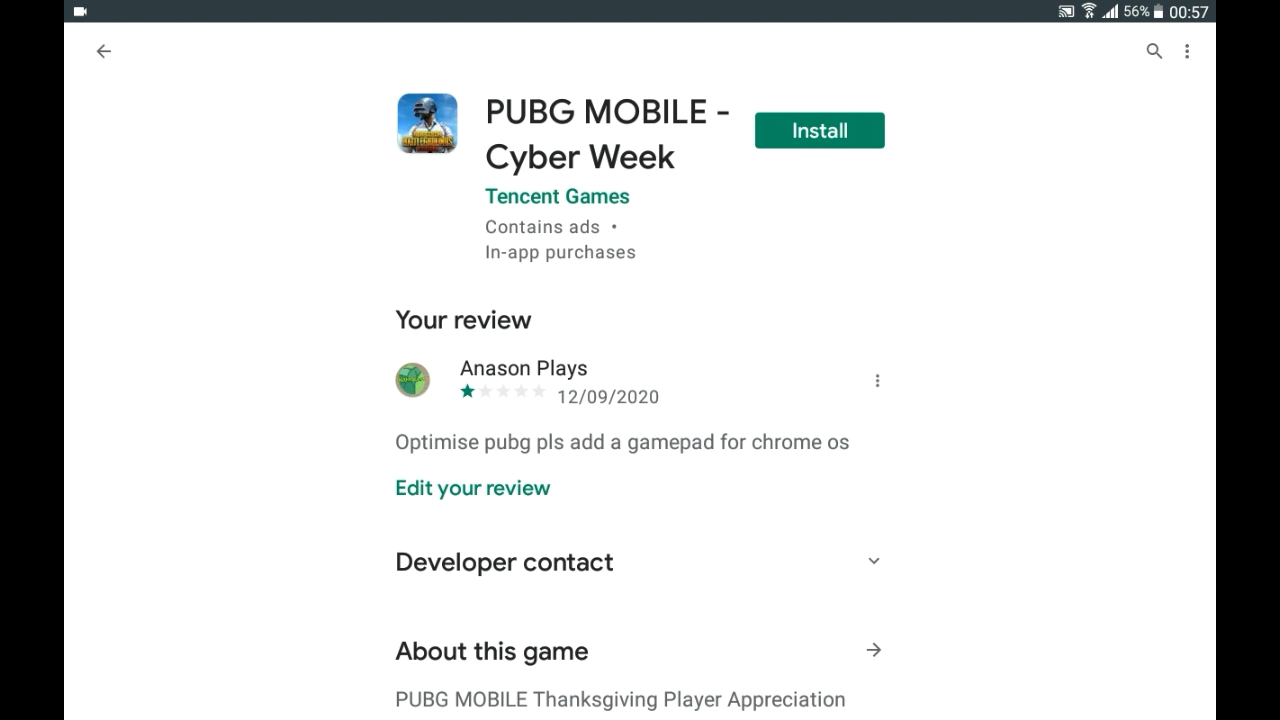 56% 00:57
PUBG MOBILE -
Cyber Week
Install
Tencent Games
Contains ads •
In-app purchases
Your review
Anason Plays
12/09/2020
Optimise pubg pls add a gamepad for chrome os
Edit your review
Developer contact
About this game
PUBG MOBILE Thanksgiving Player Appreciation